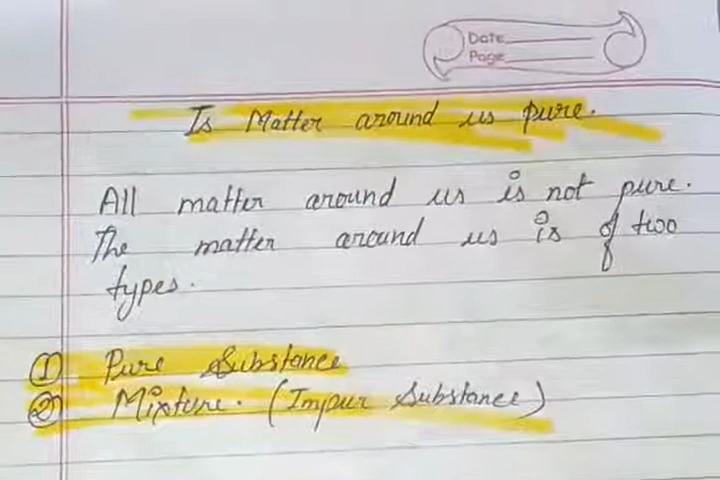 Date
Page
Is Matter around us pure.
All matter around us is not pure.
The matter around us is of two
types.
① Pure Substance
② Mixture. (Impur Substance)